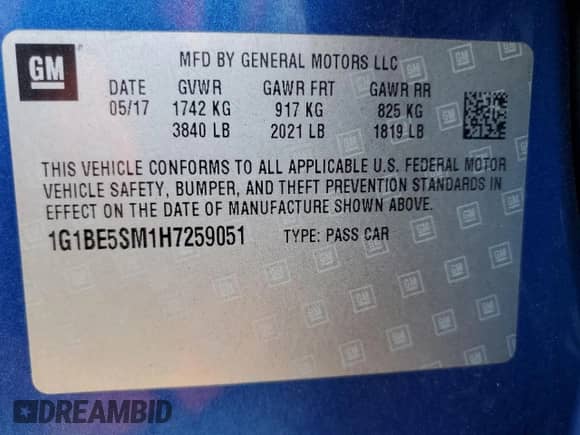 GM
MFD BY GENERAL MOTORS LLC
DATE GVWR GAWR FRT GAWR RR
05/17 1742 KG 917 KG 825 KG
3840 LB 2021 LB 1819 LB
THIS VEHICLE CONFORMS TO ALL APPLICABLE U.S. FEDERAL MOTOR
VEHICLE SAFETY, BUMPER, AND THEFT PREVENTION STANDARDS IN
EFFECT ON THE DATE OF MANUFACTURE SHOWN ABOVE.
1G1BE5SM1H7259051 TYPE: PASS CAR
DREAMBID